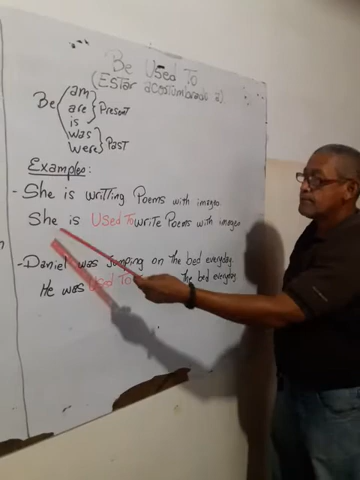 Be Used To
(Estar acostumbrado a).
Be am
are } Present
is
was } Past
were
Examples:
- She is writting Poems with images.
She is Used To write Poems with images
- Daniel was Jumping on the bed everyday.
He was Used To the bed everyday